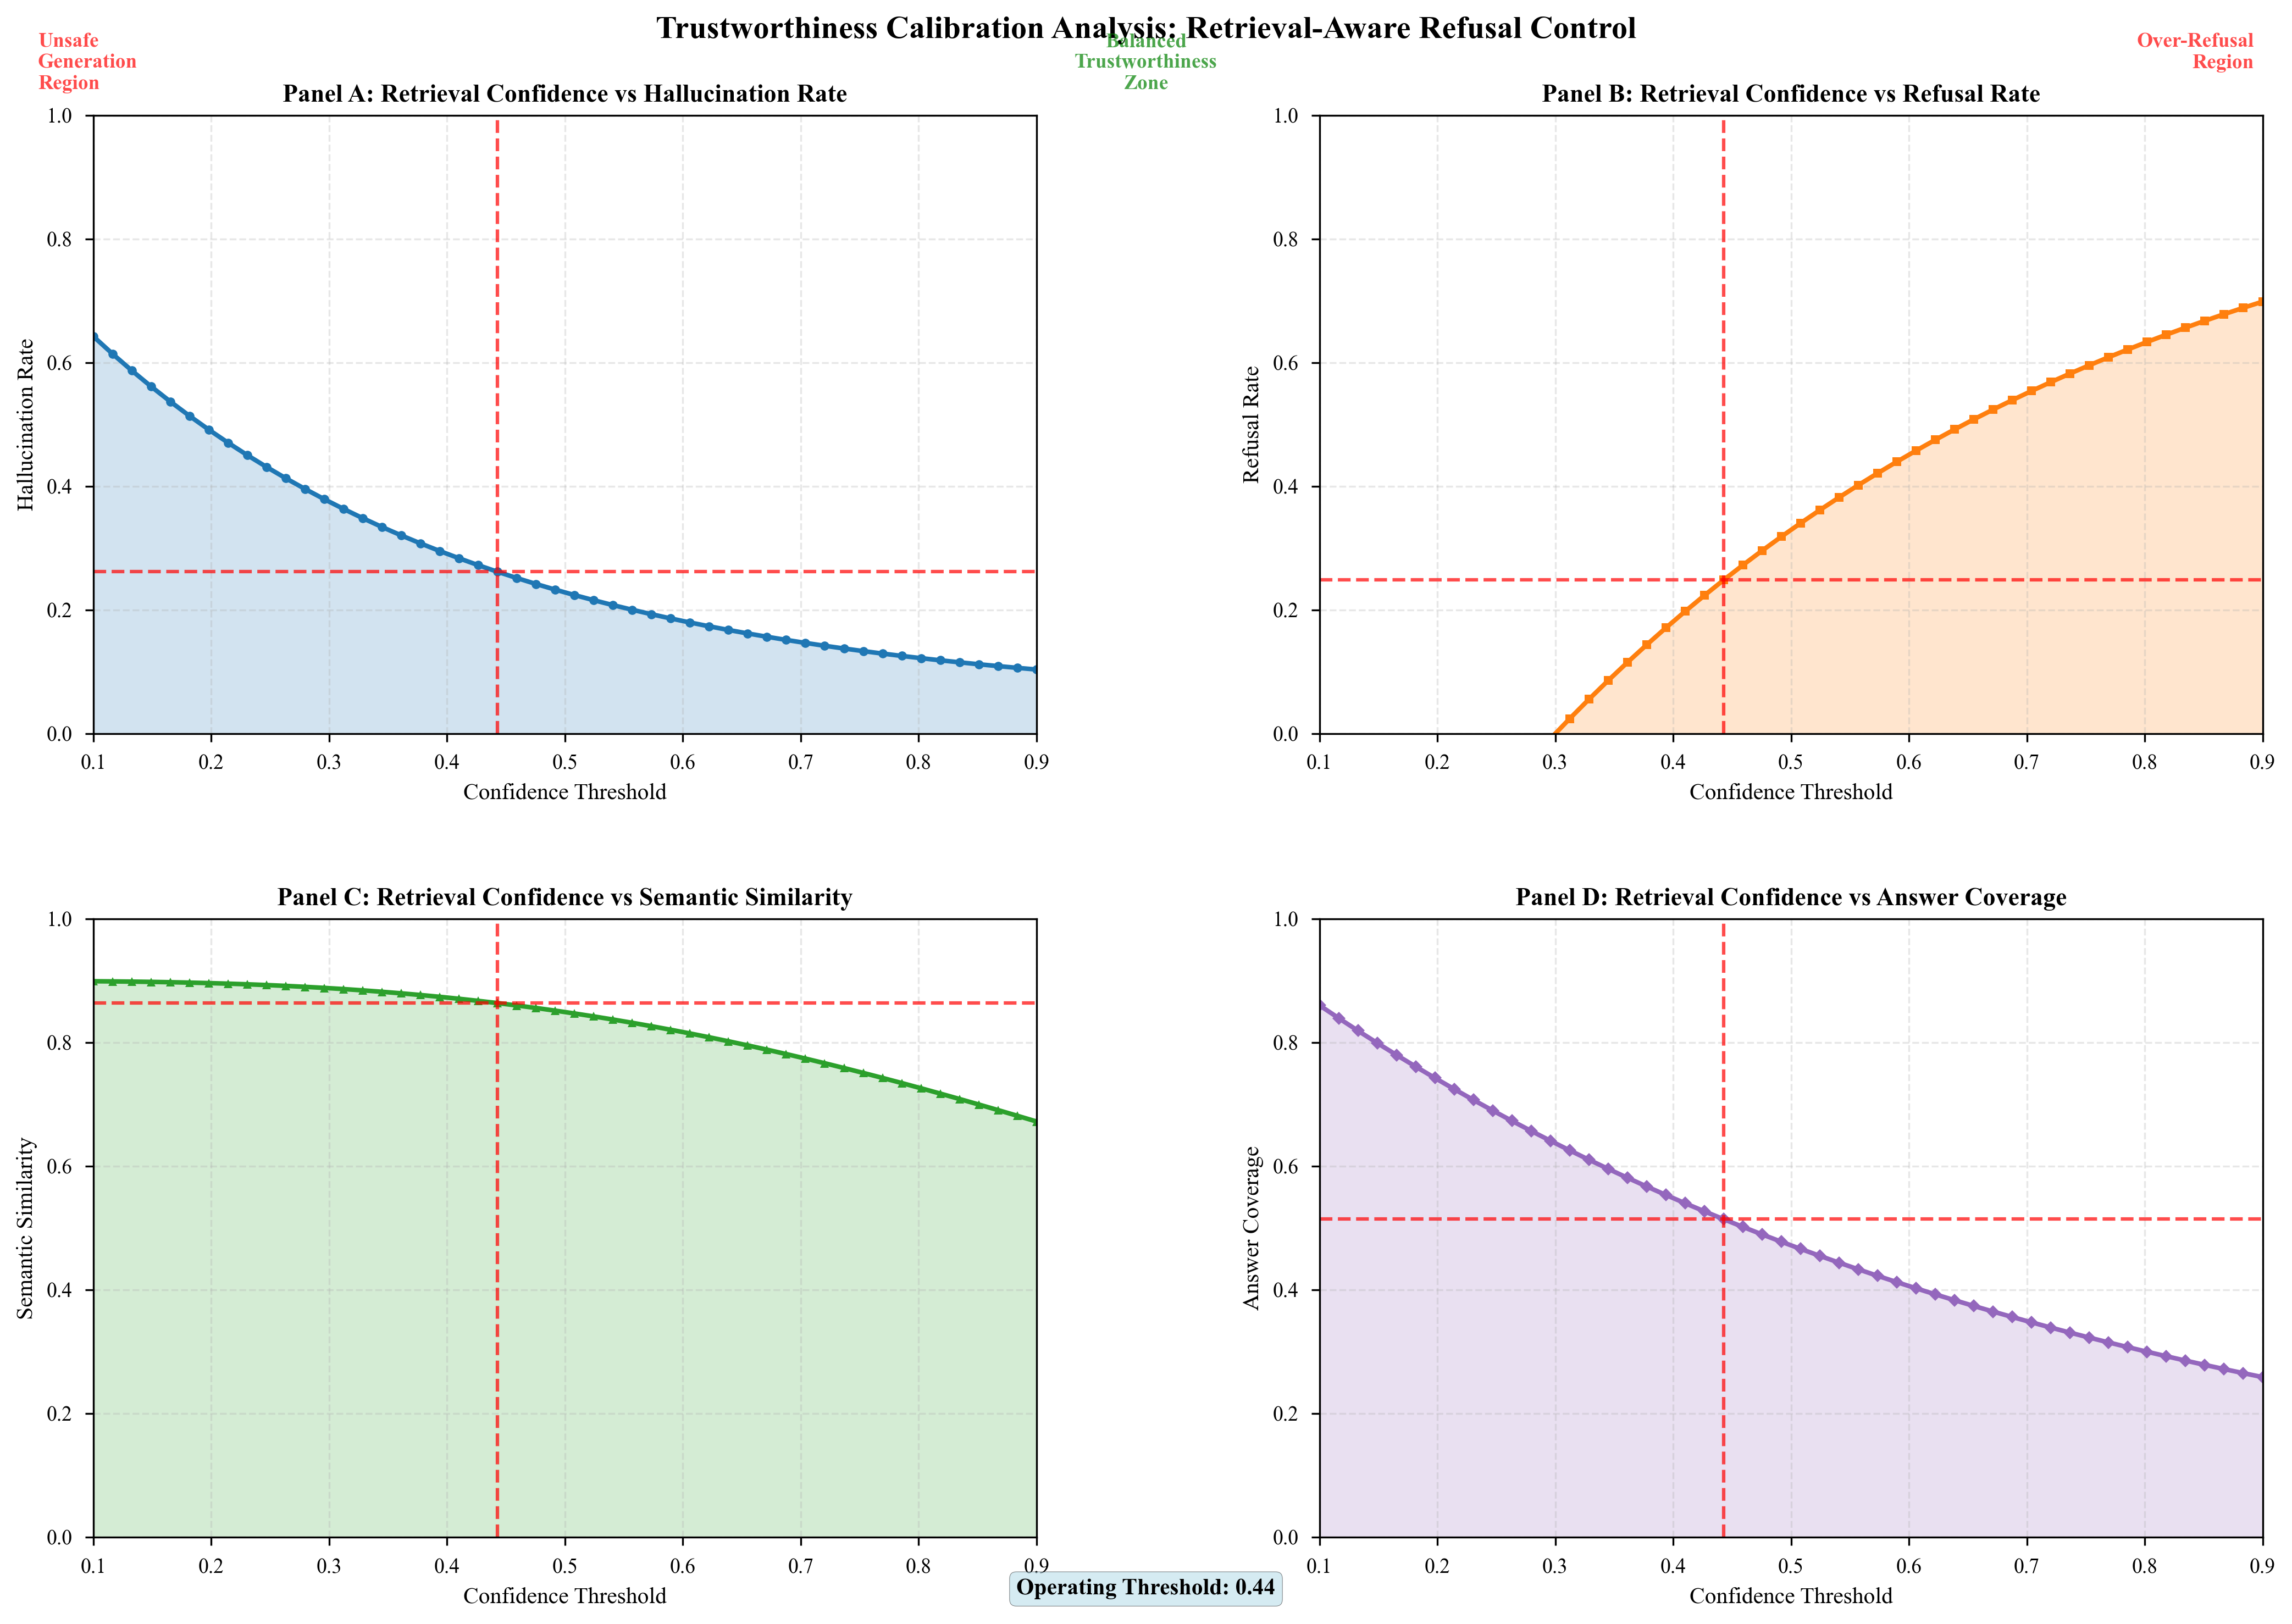 Trustworthiness Calibration Analysis: Retrieval-Aware Refusal Control
Unsafe
Generation
Region
Balanced
Trustworthiness
Zone
Over-Refusal
Region
Panel A: Retrieval Confidence vs Hallucination Rate
1.0
0.8
0.6
0.4
0.2
0.0
Hallucination Rate
0.1 0.2 0.3 0.4 0.5 0.6 0.7 0.8 0.9
Confidence Threshold
Panel B: Retrieval Confidence vs Refusal Rate
1.0
0.8
0.6
0.4
0.2
0.0
Refusal Rate
0.1 0.2 0.3 0.4 0.5 0.6 0.7 0.8 0.9
Confidence Threshold
Panel C: Retrieval Confidence vs Semantic Similarity
1.0
0.8
0.6
0.4
0.2
0.0
Semantic Similarity
0.1 0.2 0.3 0.4 0.5 0.6 0.7 0.8 0.9
Confidence Threshold
Panel D: Retrieval Confidence vs Answer Coverage
1.0
0.8
0.6
0.4
0.2
0.0
Answer Coverage
0.1 0.2 0.3 0.4 0.5 0.6 0.7 0.8 0.9
Confidence Threshold
Operating Threshold: 0.44